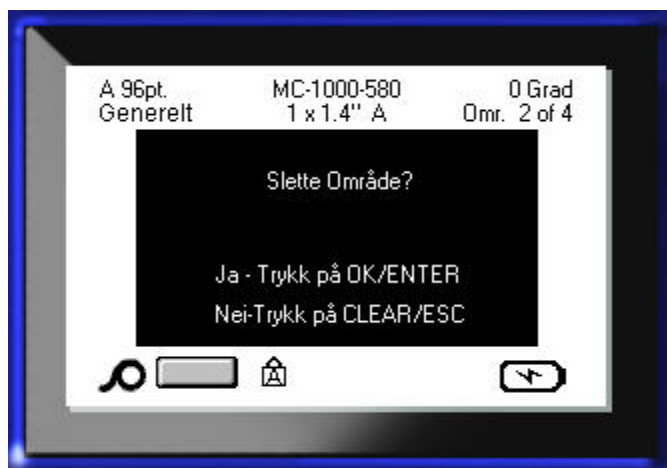 A 96pt. MC-1000-580 0 Grad
Generelt 1 x 1.4" A Omr. 2 of 4
Slette Område?
Ja - Trykk på OK/ENTER
Nei-Trykk på CLEAR/ESC
A